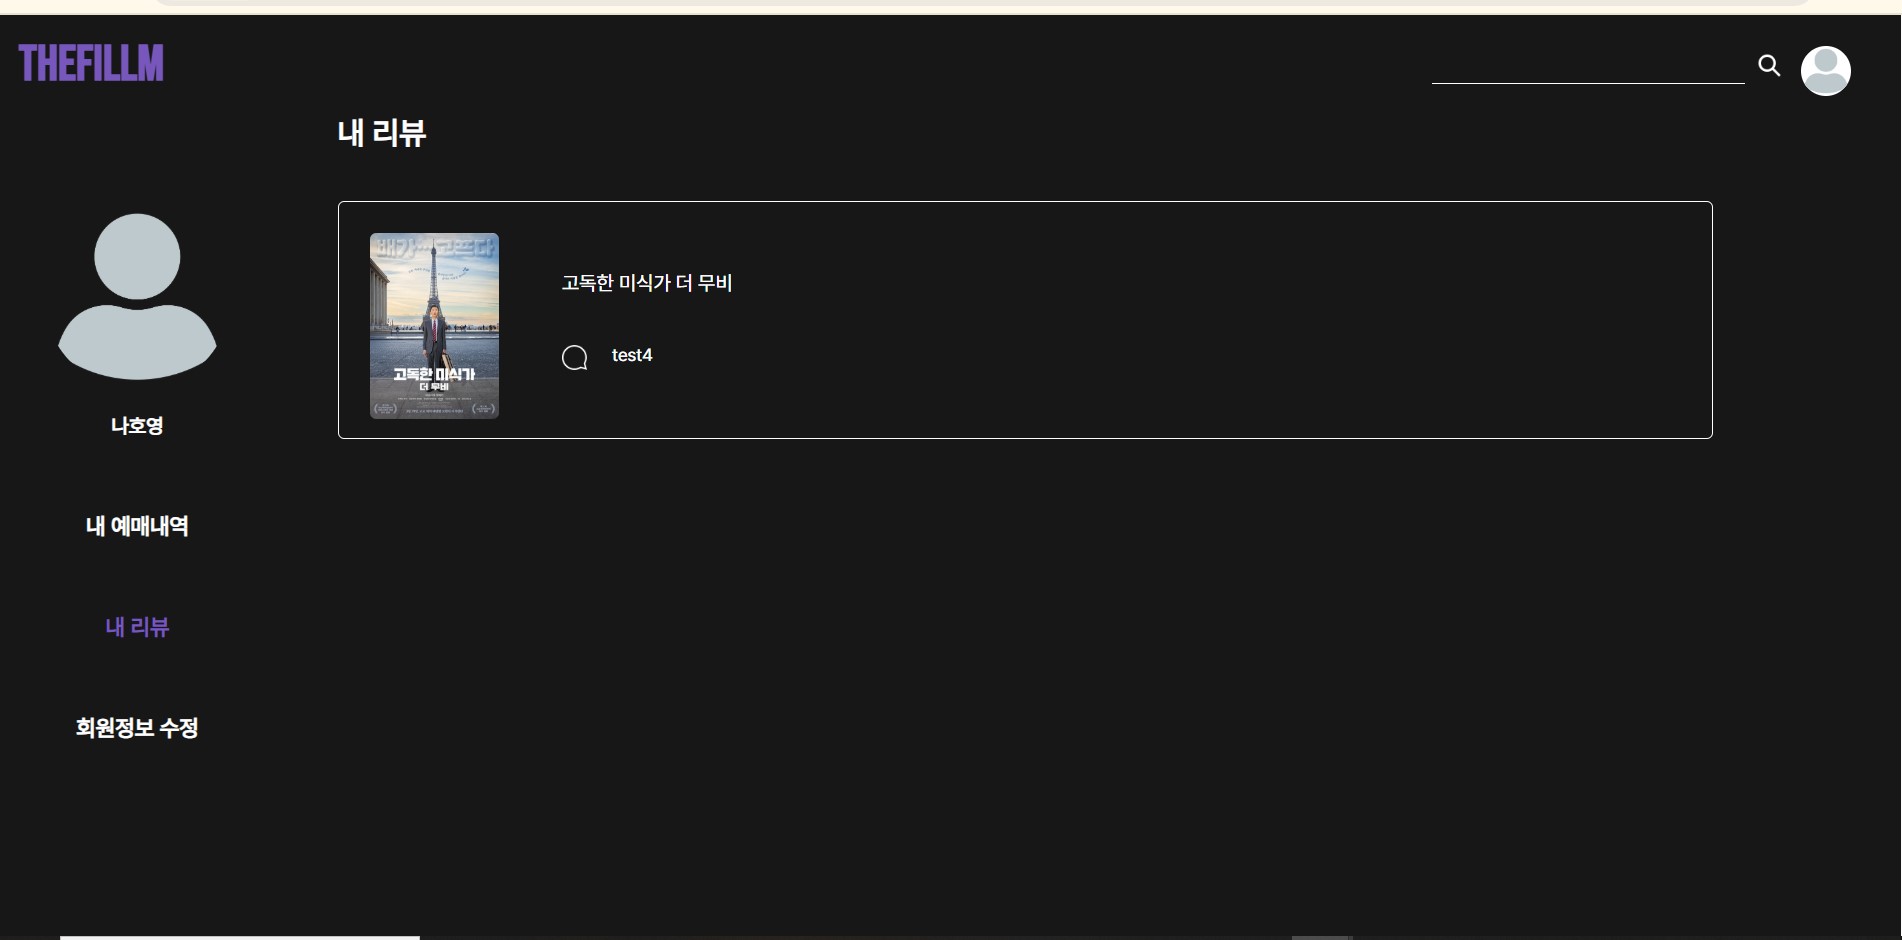 THEFILLM
내 리뷰
배가…고프다
고독한 미식가 더 무비
test4
고독한 미식가
더 무비
나호영
내 예매내역
내 리뷰
회원정보 수정